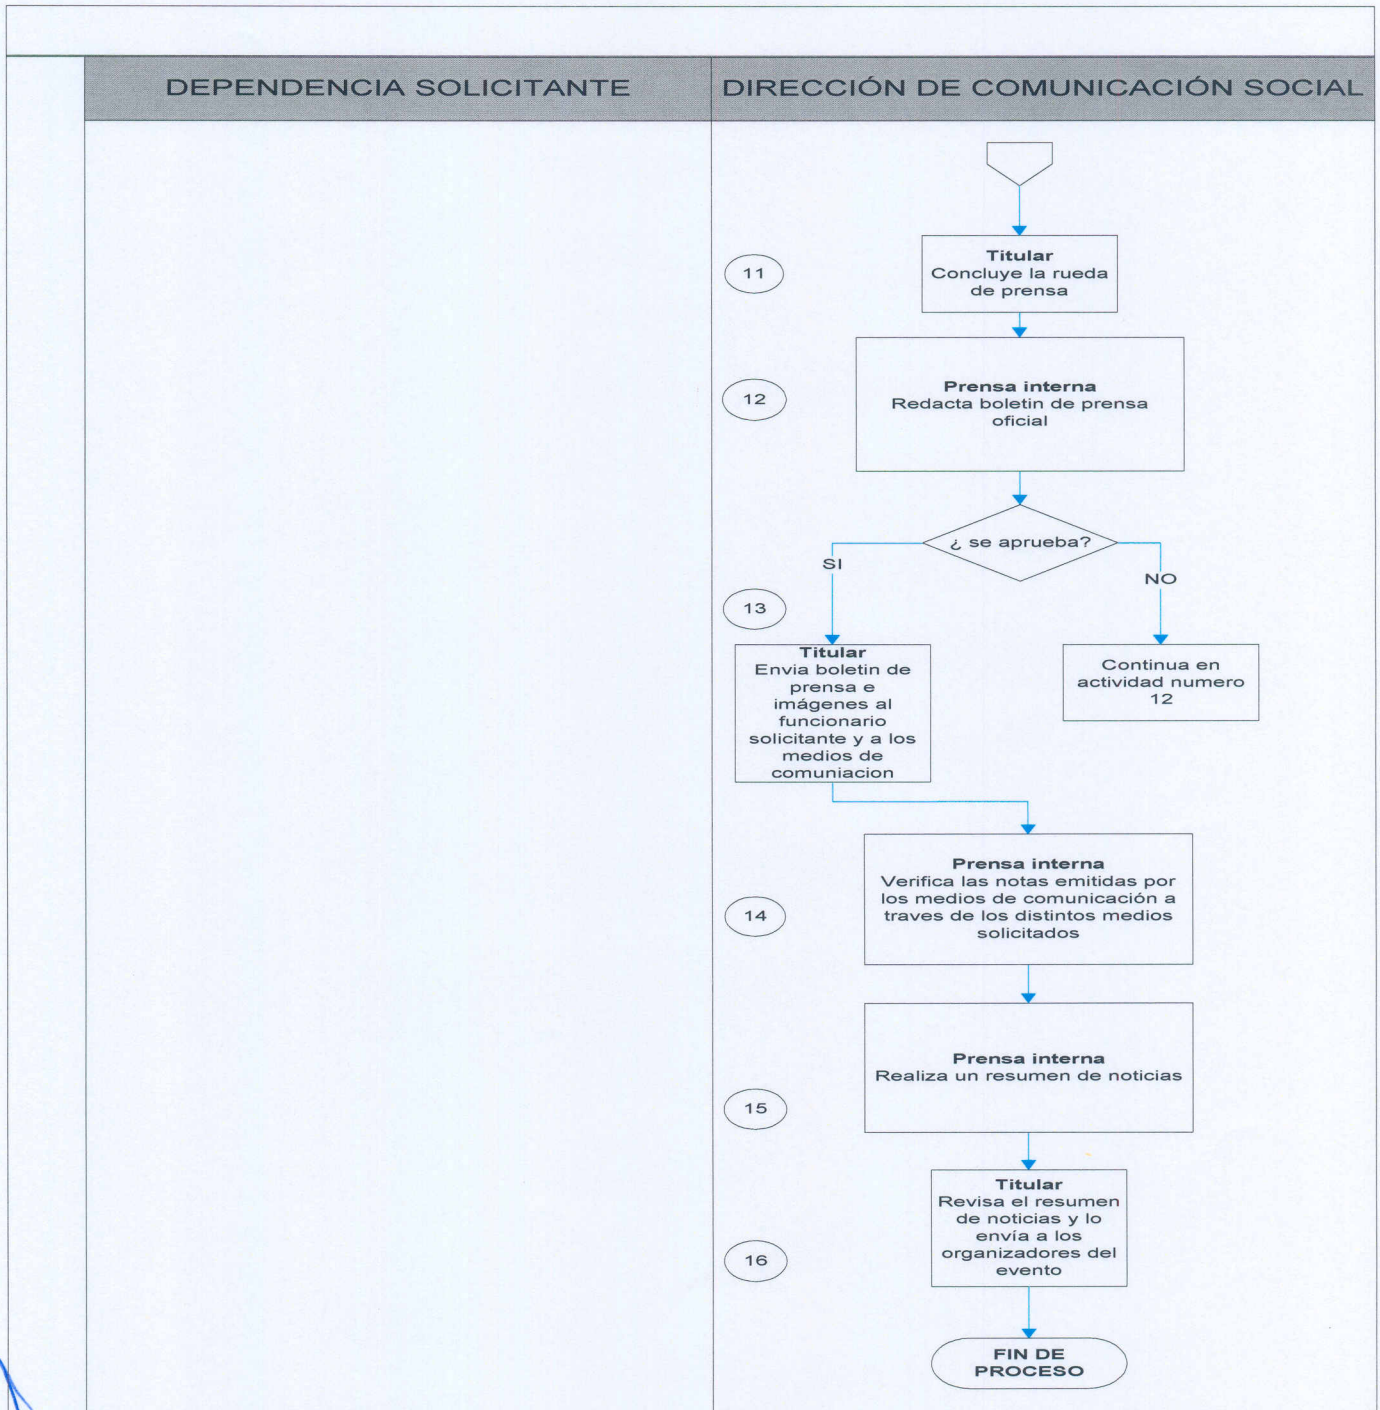 DEPENDENCIA SOLICITANTE
DIRECCIÓN DE COMUNICACIÓN SOCIAL
11
Titular
Concluye la rueda
de prensa
12
Prensa interna
Redacta boletin de prensa
oficial
¿ se aprueba?
SI
NO
13
Titular
Envia boletin de
prensa e
imágenes al
funcionario
solicitante y a los
medios de
comuniacion
Continua en
actividad numero
12
14
Prensa interna
Verifica las notas emitidas por
los medios de comunicación a
traves de los distintos medios
solicitados
15
Prensa interna
Realiza un resumen de noticias
16
Titular
Revisa el resumen
de noticias y lo
envía a los
organizadores del
evento
FIN DE
PROCESO